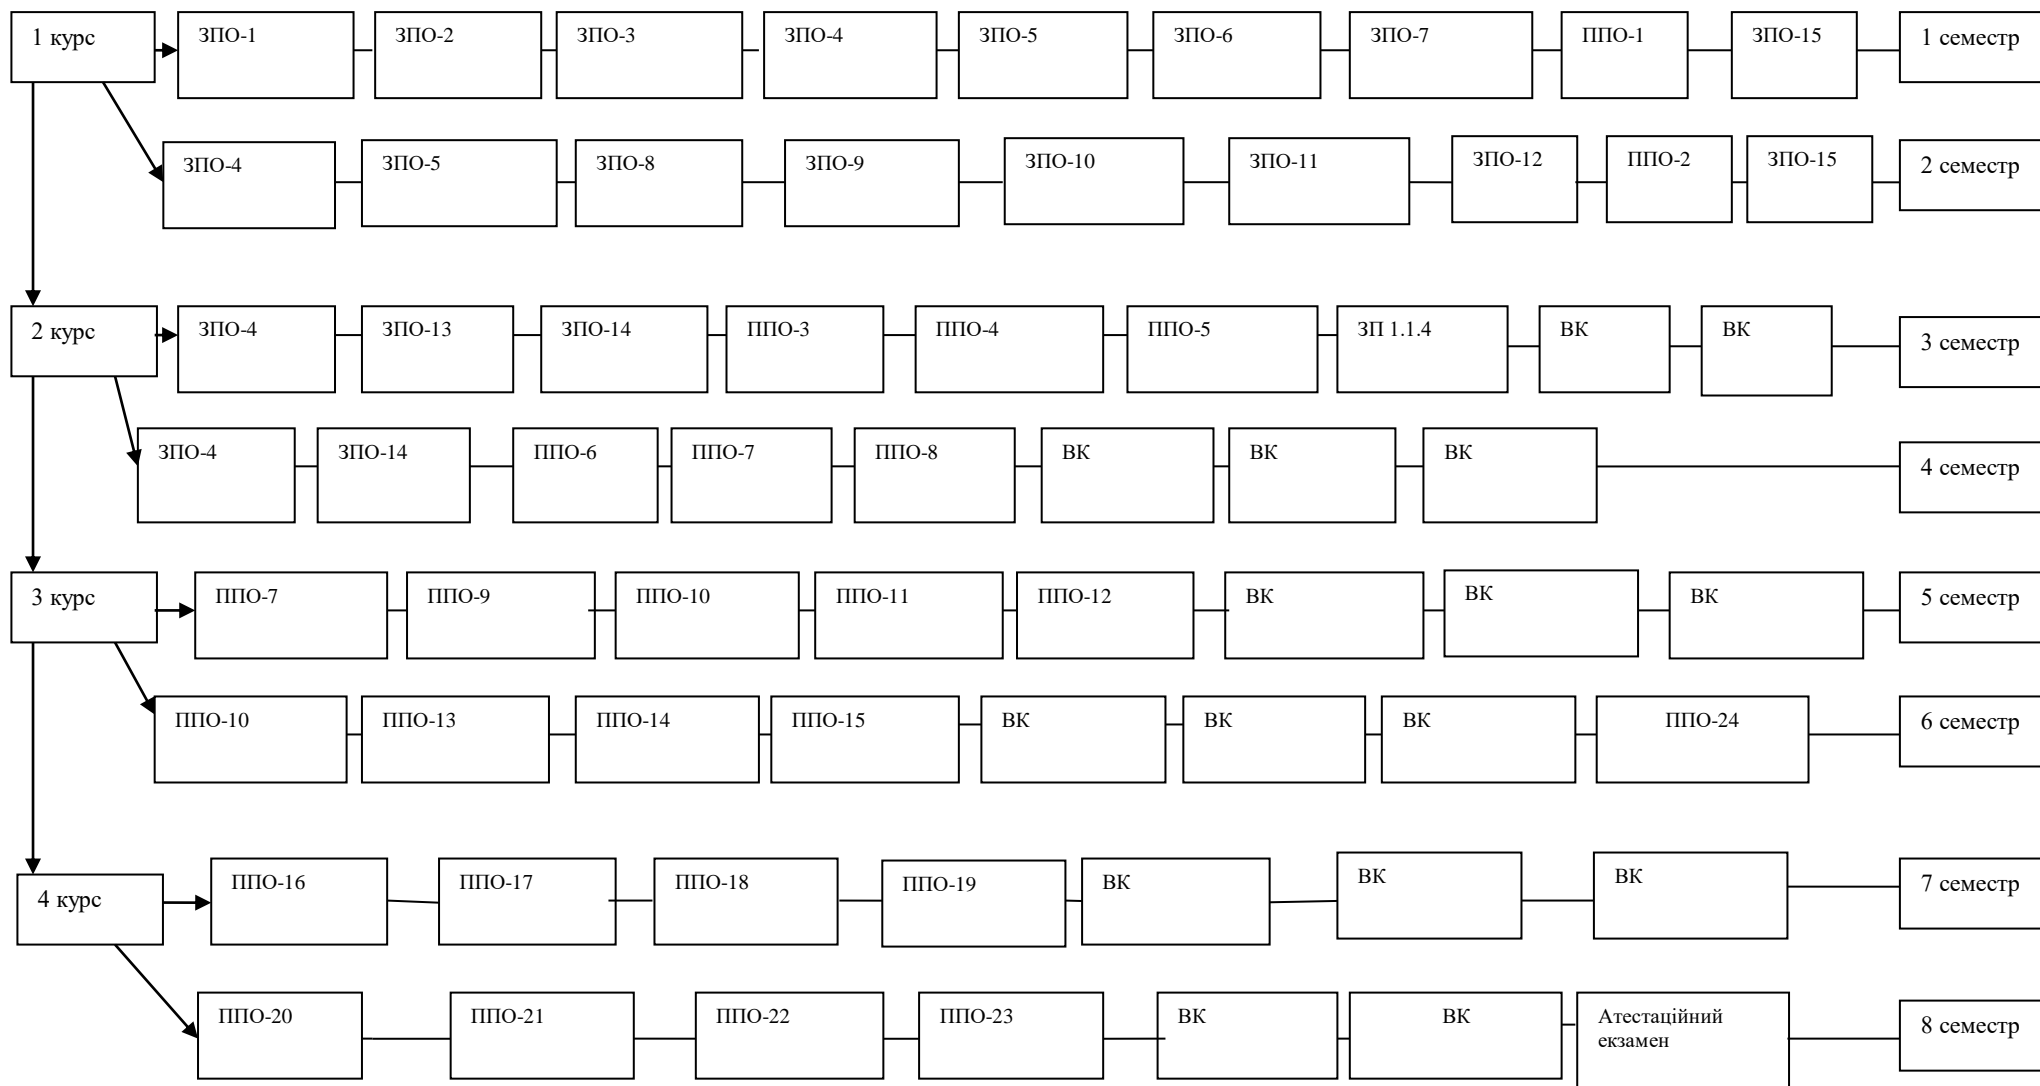 1 курс
ЗПО-1
ЗПО-2
ЗПО-3
ЗПО-4
ЗПО-5
ЗПО-6
ЗПО-7
ППО-1
ЗПО-15
1 семестр
ЗПО-4
ЗПО-5
ЗПО-8
ЗПО-9
ЗПО-10
ЗПО-11
ЗПО-12
ППО-2
ЗПО-15
2 семестр
2 курс
ЗПО-4
ЗПО-13
ЗПО-14
ППО-3
ППО-4
ППО-5
ЗП 1.1.4
ВК
ВК
3 семестр
ЗПО-4
ЗПО-14
ППО-6
ППО-7
ППО-8
ВК
ВК
ВК
4 семестр
3 курс
ППО-7
ППО-9
ППО-10
ППО-11
ППО-12
ВК
ВК
ВК
5 семестр
ППО-10
ППО-13
ППО-14
ППО-15
ВК
ВК
ВК
ППО-24
6 семестр
4 курс
ППО-16
ППО-17
ППО-18
ППО-19
ВК
ВК
ВК
7 семестр
ППО-20
ППО-21
ППО-22
ППО-23
ВК
ВК
Атестаційний
екзамен
8 семестр